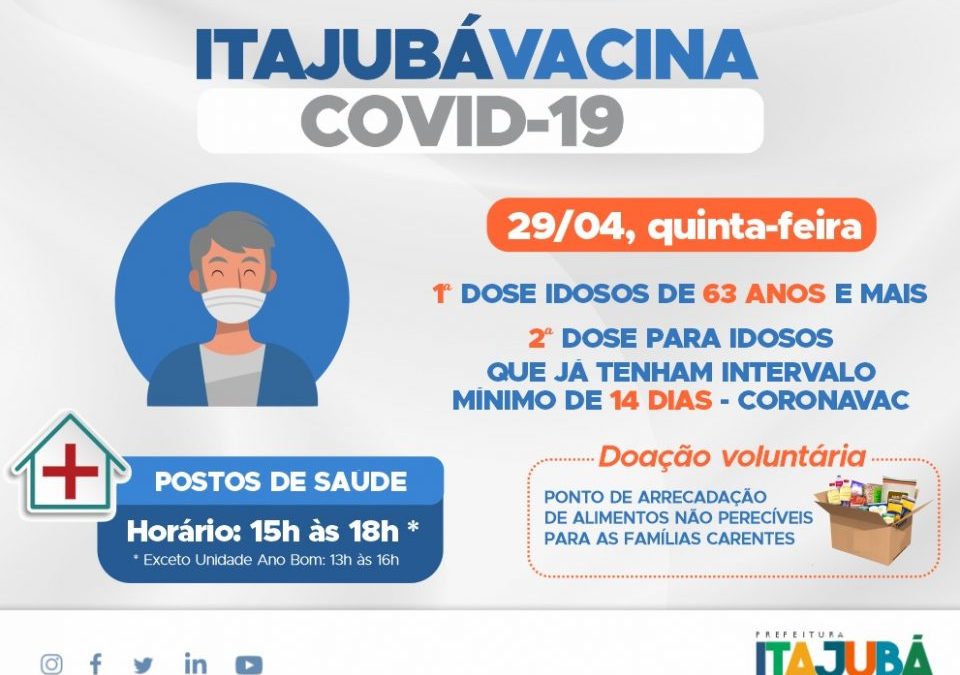 ITAJUBÁVACINA
COVID-19
29/04, quinta-feira
1ª DOSE IDOSOS DE 63 ANOS E MAIS
2ª DOSE PARA IDOSOS
QUE JÁ TENHAM INTERVALO
MÍNIMO DE 14 DIAS - CORONAVAC
POSTOS DE SAÚDE
Horário: 15h às 18h *
* Exceto Unidade Ano Bom: 13h às 16h
Doação voluntária
PONTO DE ARRECADAÇÃO
DE ALIMENTOS NÃO PERECÍVEIS
PARA AS FAMÍLIAS CARENTES
PREFEITURA
ITAJUBÁ